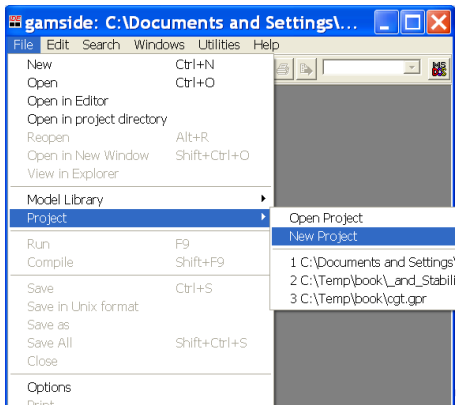 gamside: C:\Documents and Settings\...
File Edit Search Windows Utilities Help
New Ctrl+N
Open Ctrl+O
Open in Editor
Open in project directory
Reopen Alt+R
Open in New Window Shift+Ctrl+O
View in Explorer
Model Library
Project
Open Project
New Project
1 C:\Documents and Settings\
2 C:\Temp\book\_and_Stabili
3 C:\Temp\book\cgt.gpr
Run F9
Compile Shift+F9
Save Ctrl+S
Save in Unix format
Save as
Save All Shift+Ctrl+S
Close
Options
Print